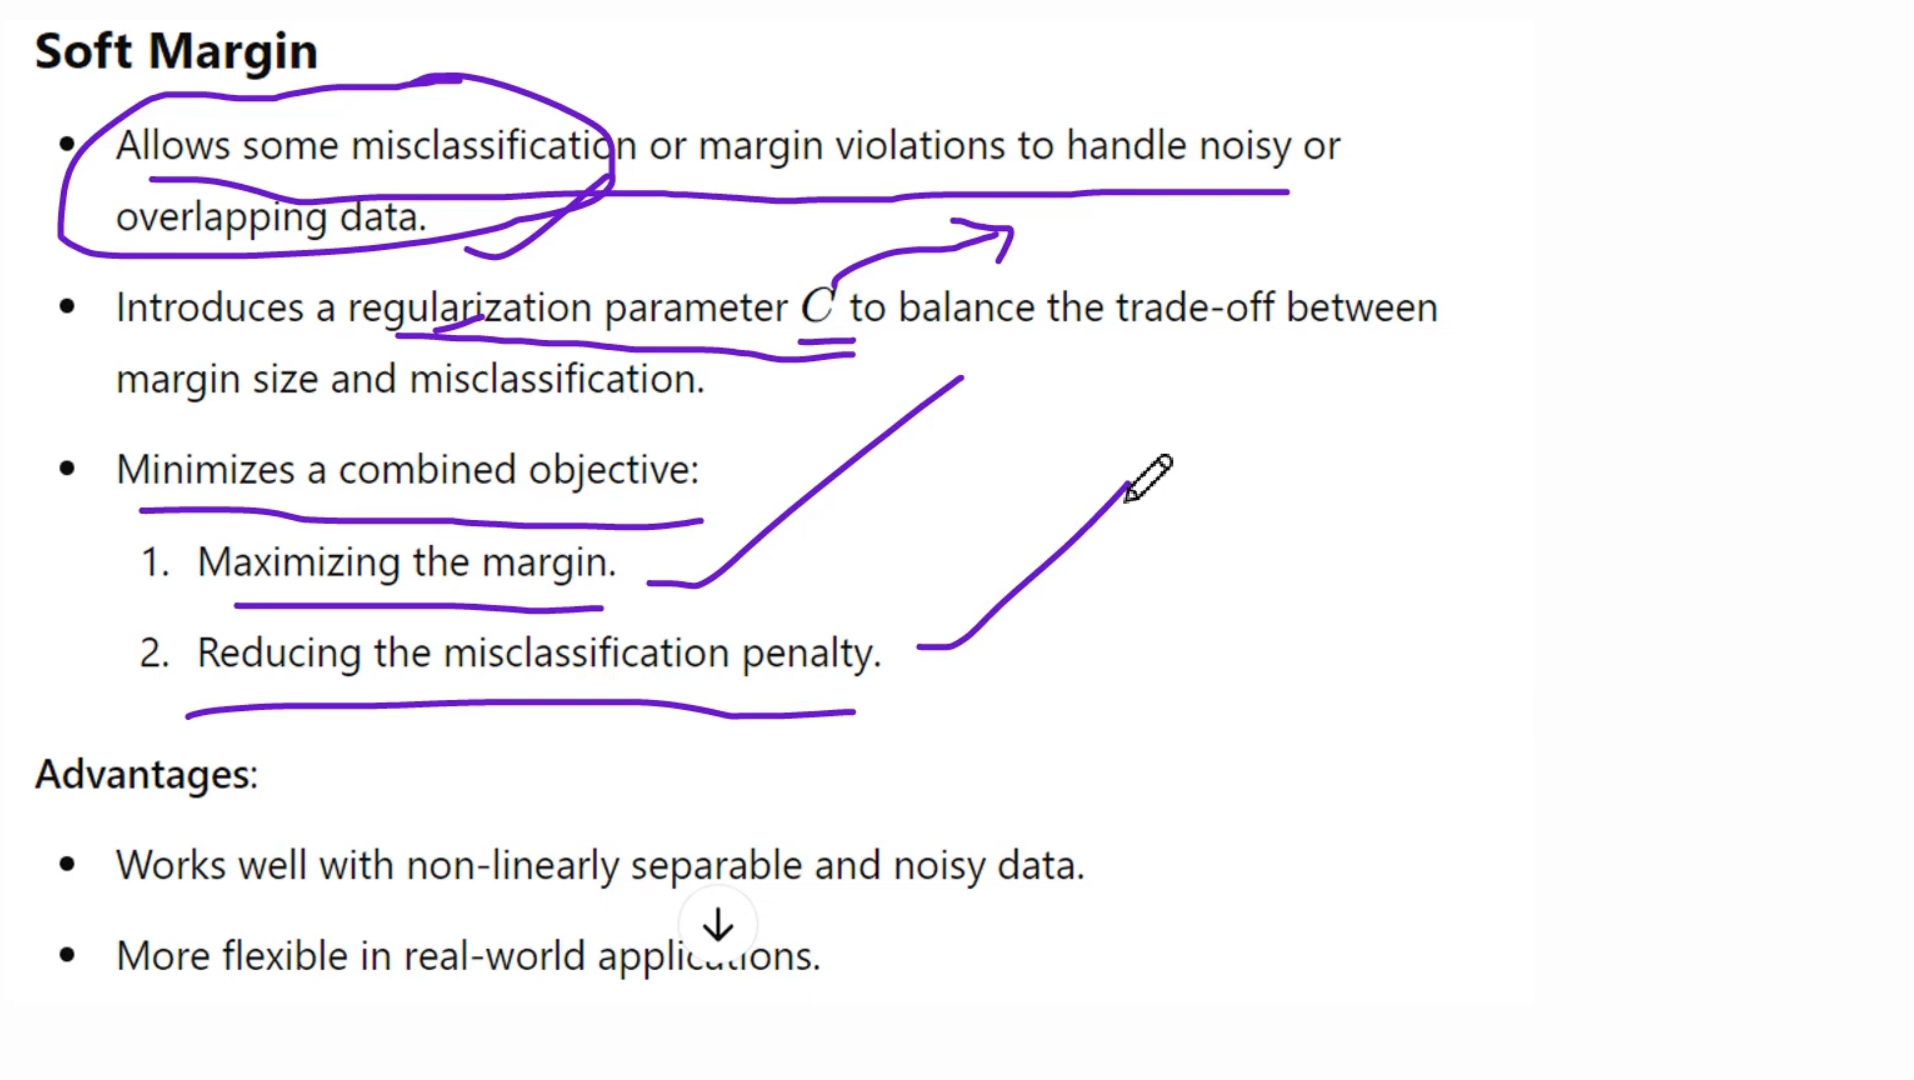 Soft Margin
• Allows some misclassification or margin violations to handle noisy or
overlapping data.
• Introduces a regularization parameter C to balance the trade-off between
margin size and misclassification.
• Minimizes a combined objective:
1. Maximizing the margin.
2. Reducing the misclassification penalty.
Advantages:
• Works well with non-linearly separable and noisy data.
• More flexible in real-world applications.